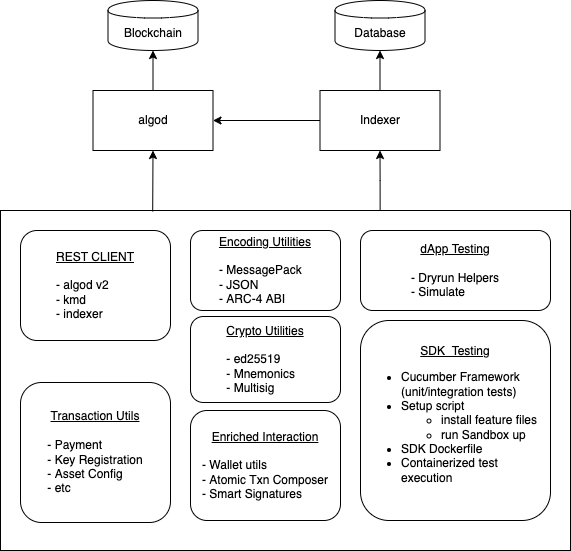 Blockchain
Database
algod
Indexer
REST CLIENT
- algod v2
- kmd
- indexer
Encoding Utilities
- MessagePack
- JSON
- ARC-4 ABI
dApp Testing
- Dryrun Helpers
- Simulate
Crypto Utilities
- ed25519
- Mnemonics
- Multisig
SDK Testing
• Cucumber Framework
(unit/integration tests)
• Setup script
○ install feature files
○ run Sandbox up
• SDK Dockerfile
• Containerized test
execution
Transaction Utils
- Payment
- Key Registration
- Asset Config
- etc
Enriched Interaction
- Wallet utils
- Atomic Txn Composer
- Smart Signatures